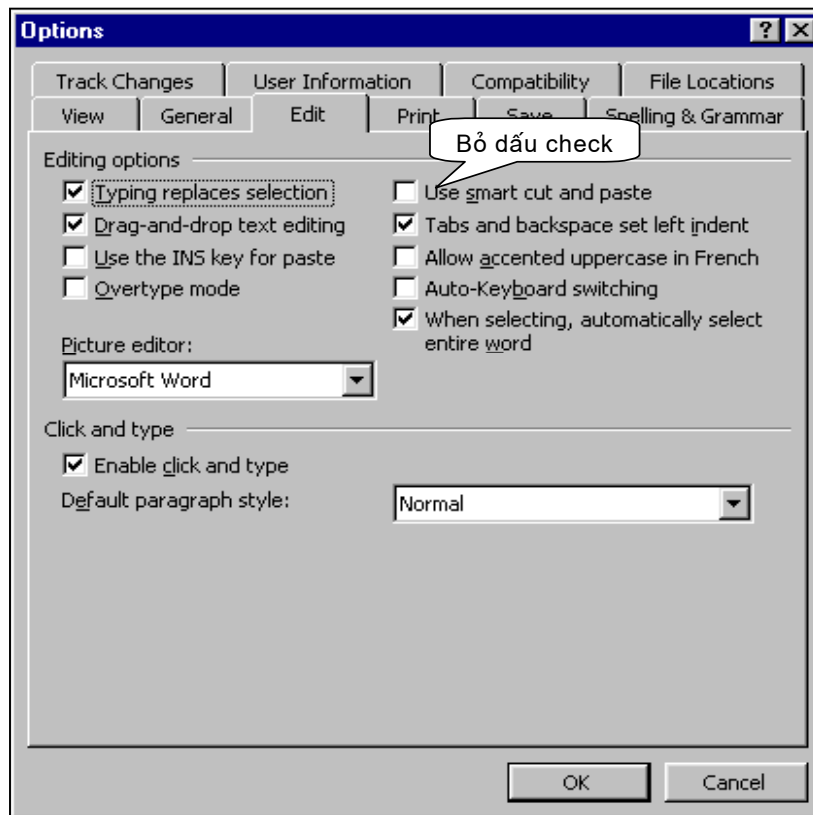 Options
Track Changes
User Information
Compatibility
File Locations
View
General
Edit
Print
Save
Spelling & Grammar
Bỏ dấu check
Editing options
Typing replaces selection
Use smart cut and paste
Drag-and-drop text editing
Tabs and backspace set left indent
Use the INS key for paste
Allow accented uppercase in French
Overtype mode
Auto-Keyboard switching
When selecting, automatically select
entire word
Picture editor:
Microsoft Word
Click and type
Enable click and type
Default paragraph style:
Normal
OK
Cancel